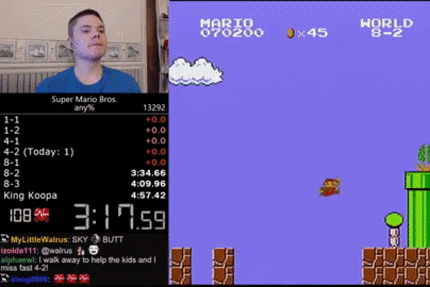 MARIO
070200
×45
WORLD
8-2
Super Mario Bros.
any%
13292
1-1 +0.0
1-2 +0.0
4-1 +0.0
4-2 (Today: 1) +0.0
8-1 +0.0
8-2 3:34.66
8-3 4:09.96
King Koopa 4:57.42
108
3:17.59
MyLittleWalrus: SKY BUTT
izolda111: @walrus
alphaewl: I walk away to help the kids and I
miss fast 4-2!